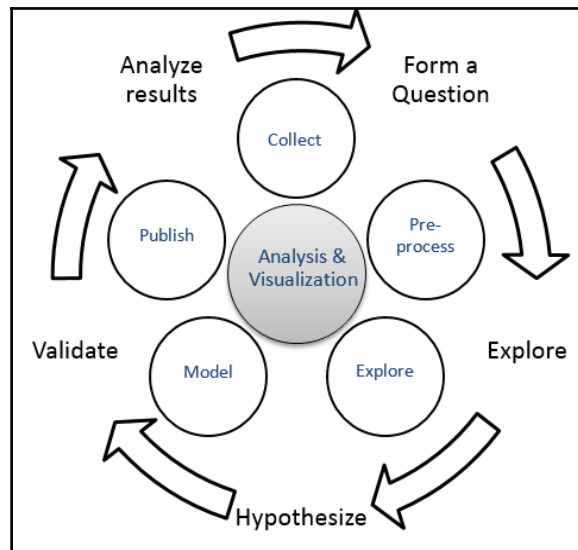 Analyze
results
Form a
Question
Collect
Publish
Pre-
process
Analysis &
Visualization
Validate
Model
Explore
Explore
Hypothesize